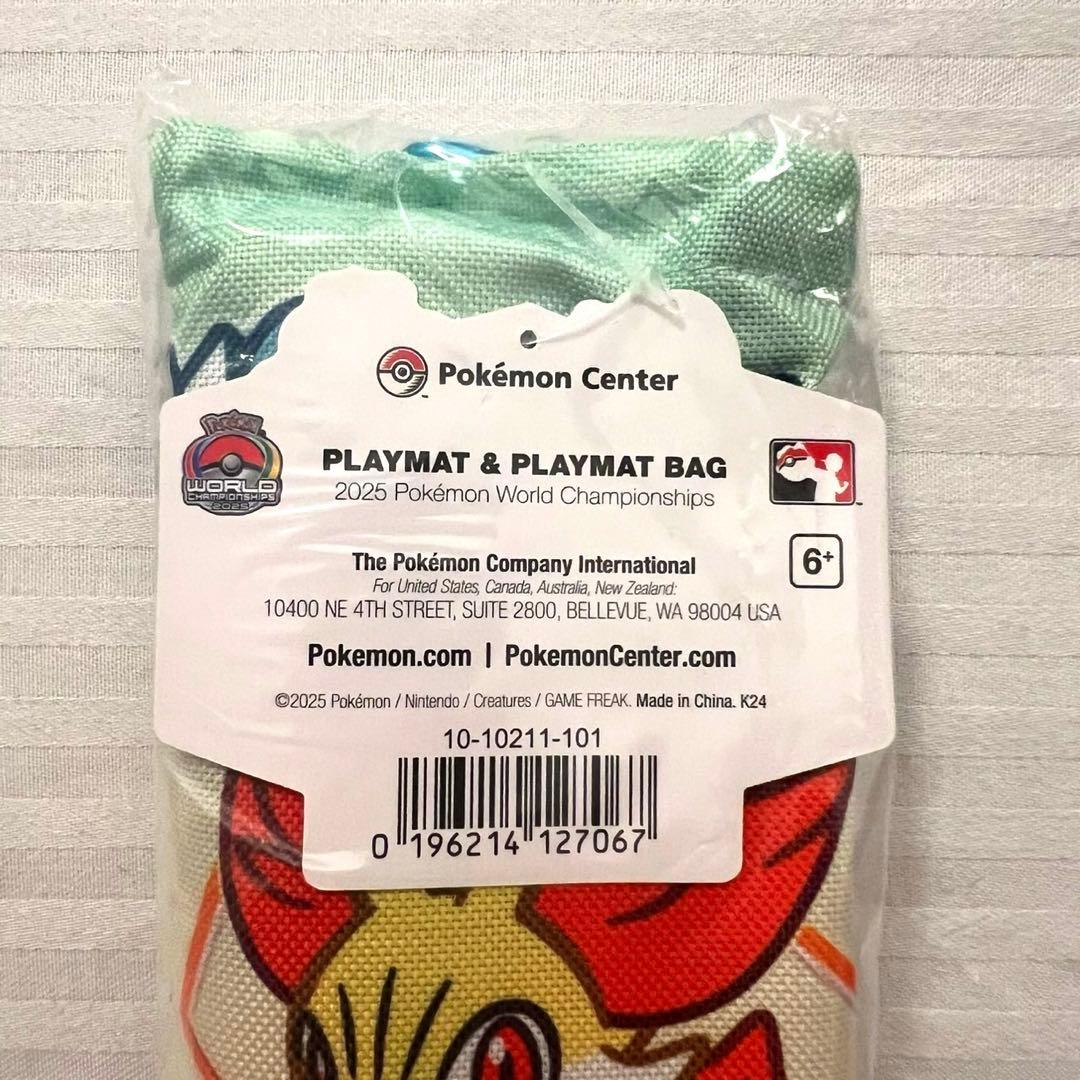 Pokémon Center
Pokémon
WORLD
CHAMPIONSHIPS
2025
PLAYMAT & PLAYMAT BAG
2025 Pokémon World Championships
6+
The Pokémon Company International
For United States, Canada, Australia, New Zealand:
10400 NE 4TH STREET, SUITE 2800, BELLEVUE, WA 98004 USA
Pokemon.com | PokemonCenter.com
©2025 Pokémon / Nintendo / Creatures / GAME FREAK. Made in China. K24
10-10211-101
0 196214 127067